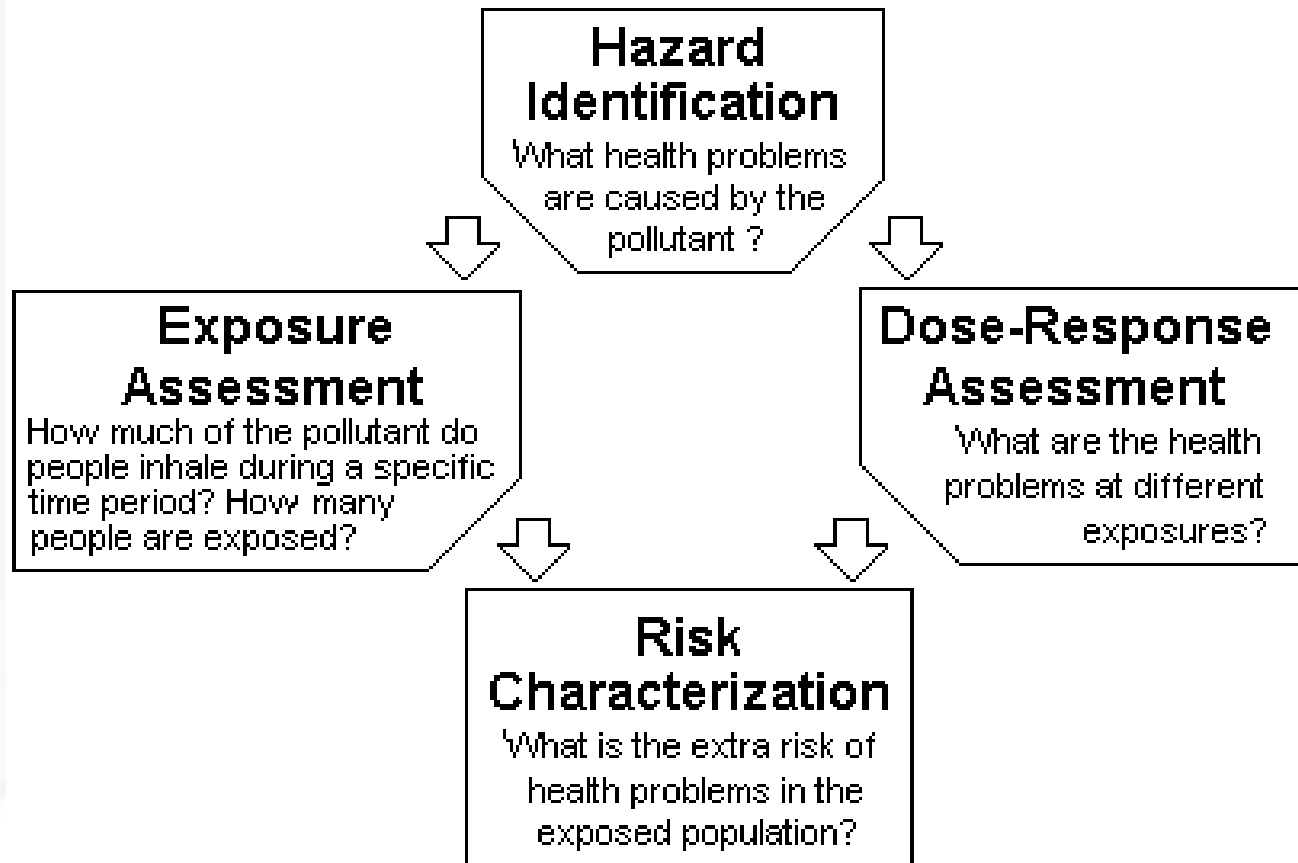 Hazard
Identification
What health problems
are caused by the
pollutant ?
Exposure
Assessment
How much of the pollutant do
people inhale during a specific
time period? How many
people are exposed?
Dose-Response
Assessment
What are the health
problems at different
exposures?
Risk
Characterization
What is the extra risk of
health problems in the
exposed population?